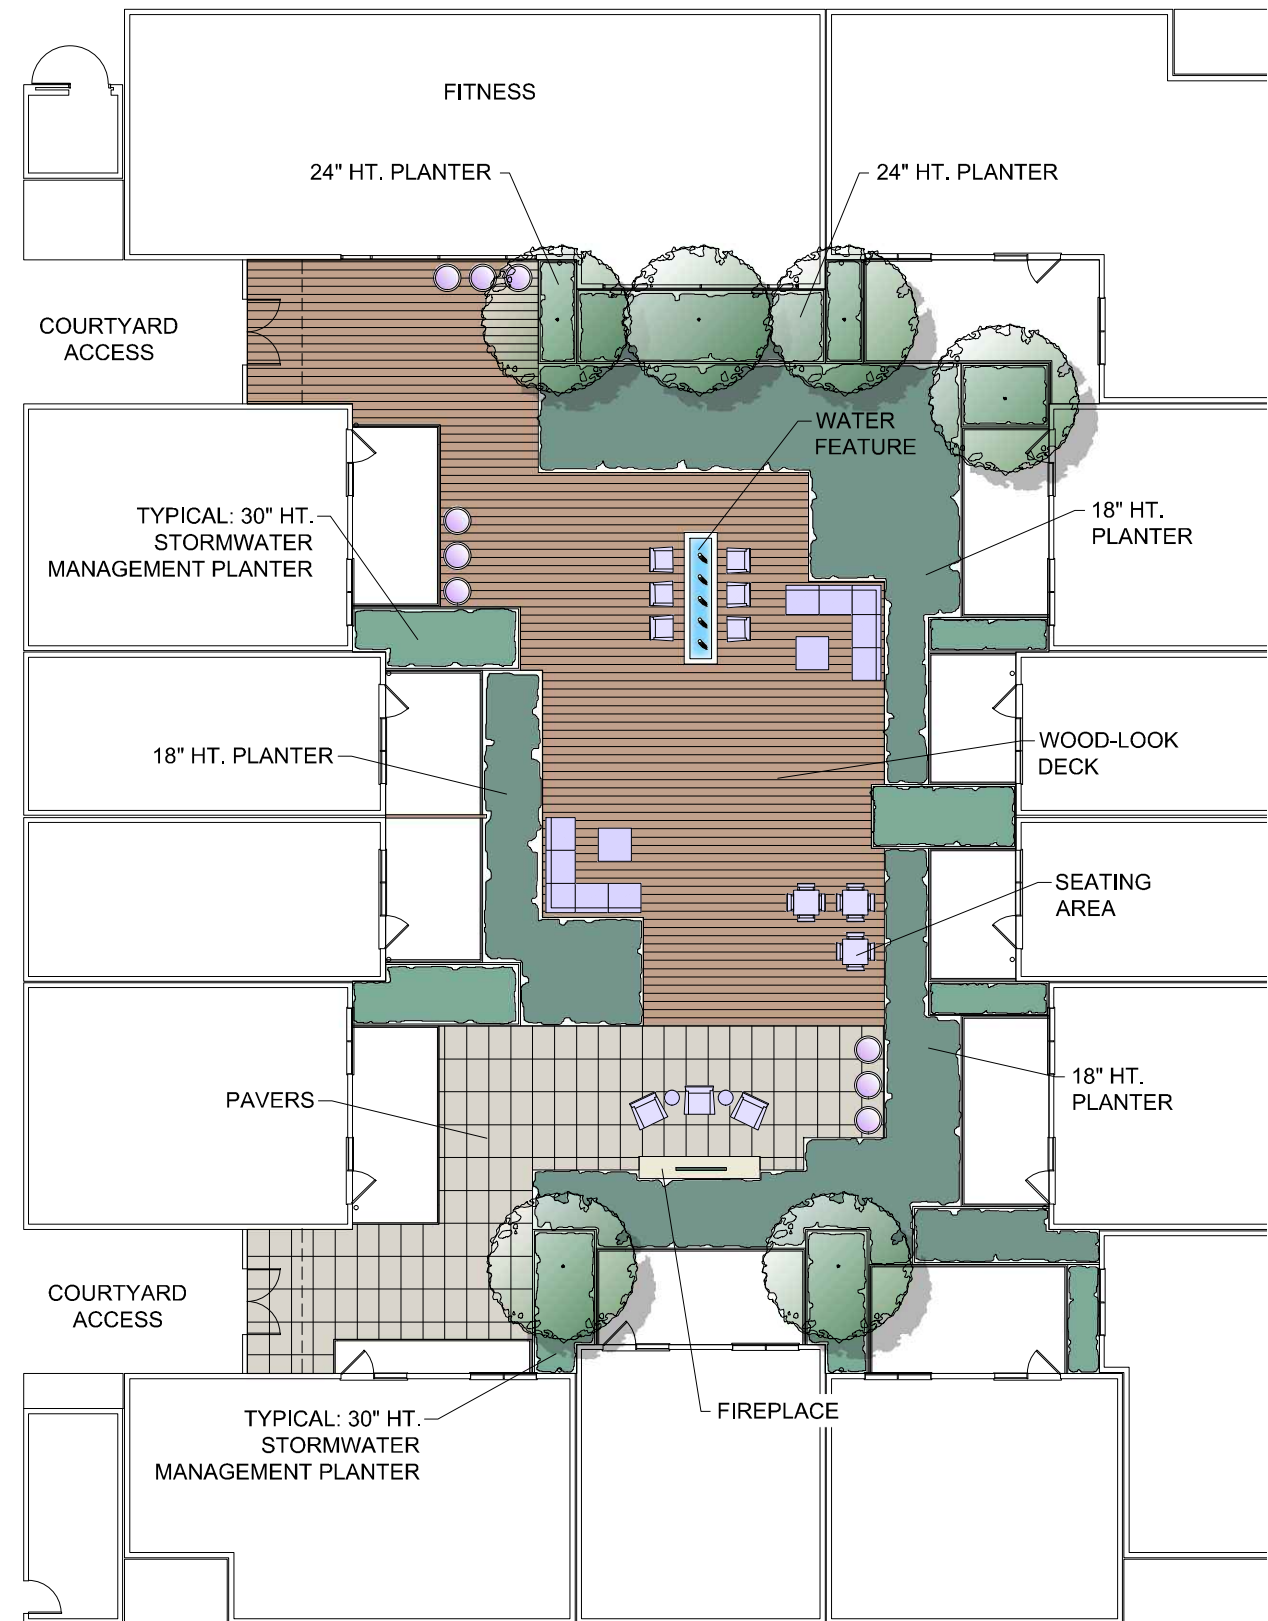 FITNESS
24" HT. PLANTER
24" HT. PLANTER
COURTYARD
ACCESS
WATER
FEATURE
TYPICAL: 30" HT.
STORMWATER
MANAGEMENT PLANTER
18" HT.
PLANTER
18" HT. PLANTER
WOOD-LOOK
DECK
SEATING
AREA
PAVERS
18" HT.
PLANTER
COURTYARD
ACCESS
FIREPLACE
TYPICAL: 30" HT.
STORMWATER
MANAGEMENT PLANTER